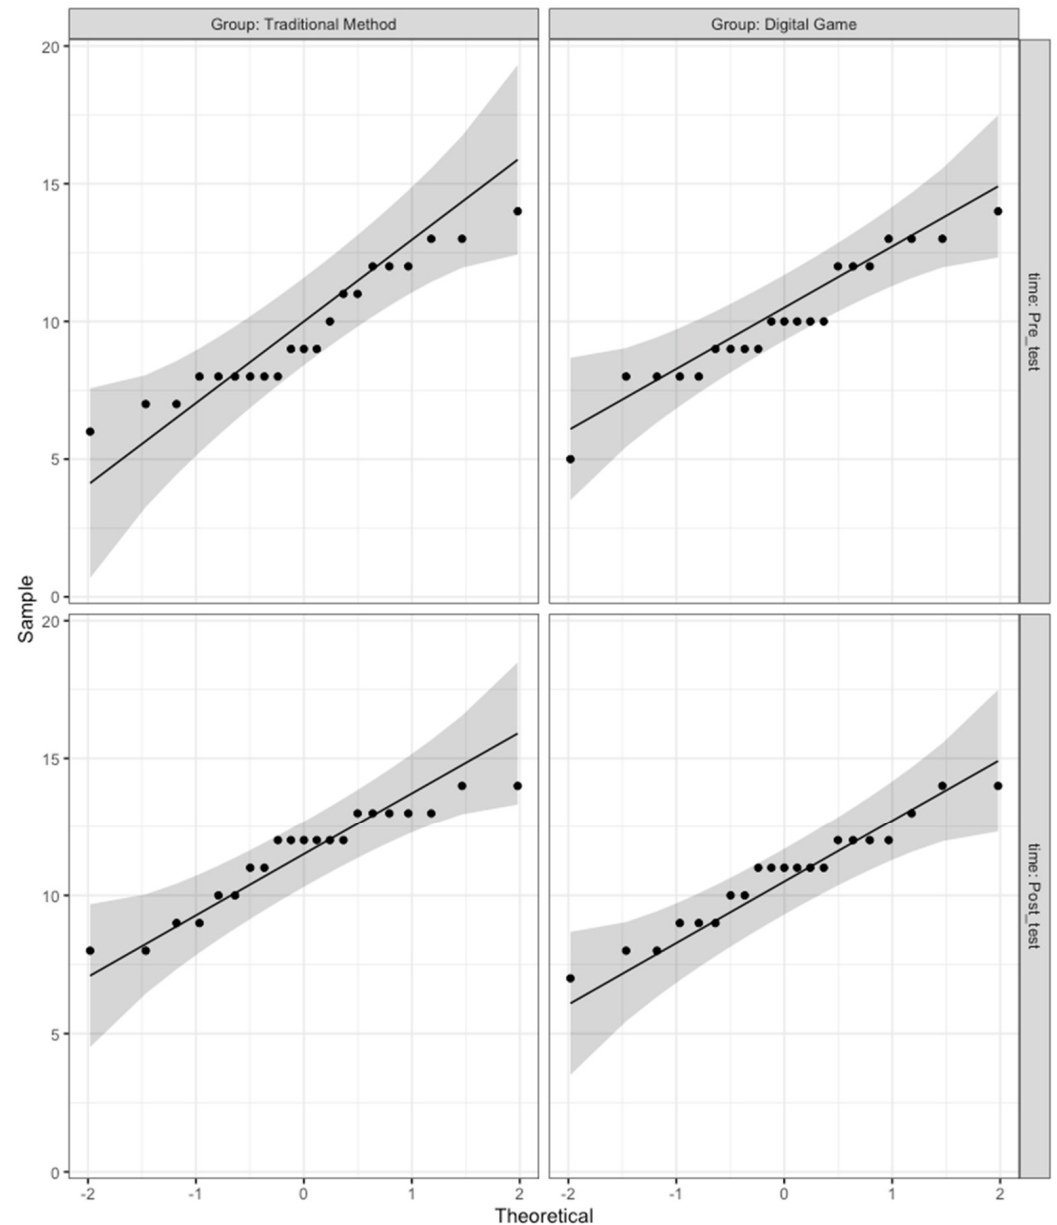 Group: Traditional Method
Group: Digital Game
20
15
10
5
0
time: Pre_test
Sample
20
15
10
5
0
time: Post_test
-2 -1 0 1 2
-2 -1 0 1 2
Theoretical